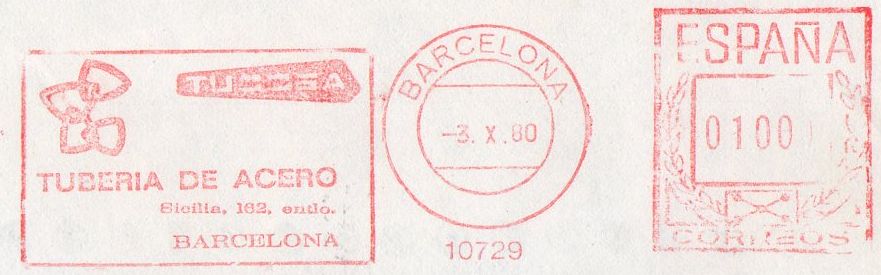 TUBERIA DE ACERO
Sicilia, 162, entlo.
BARCELONA
BARCELONA
-3. X. 80
10729
ESPAÑA
0100
CORREOS